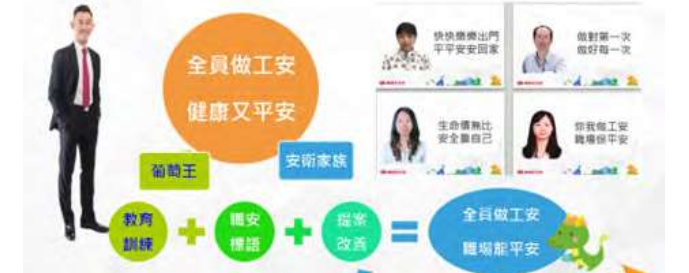 全員做工安
健康又平安
葡萄王
安衛家族
快快樂樂出門
平平安安回家
做對第一次
做好每一次
生命價無比
安全靠自己
你我做工安
職場保平安
教育
訓練
+
職安
標語
+
提案
改善
=
全員做工安
職場能平安